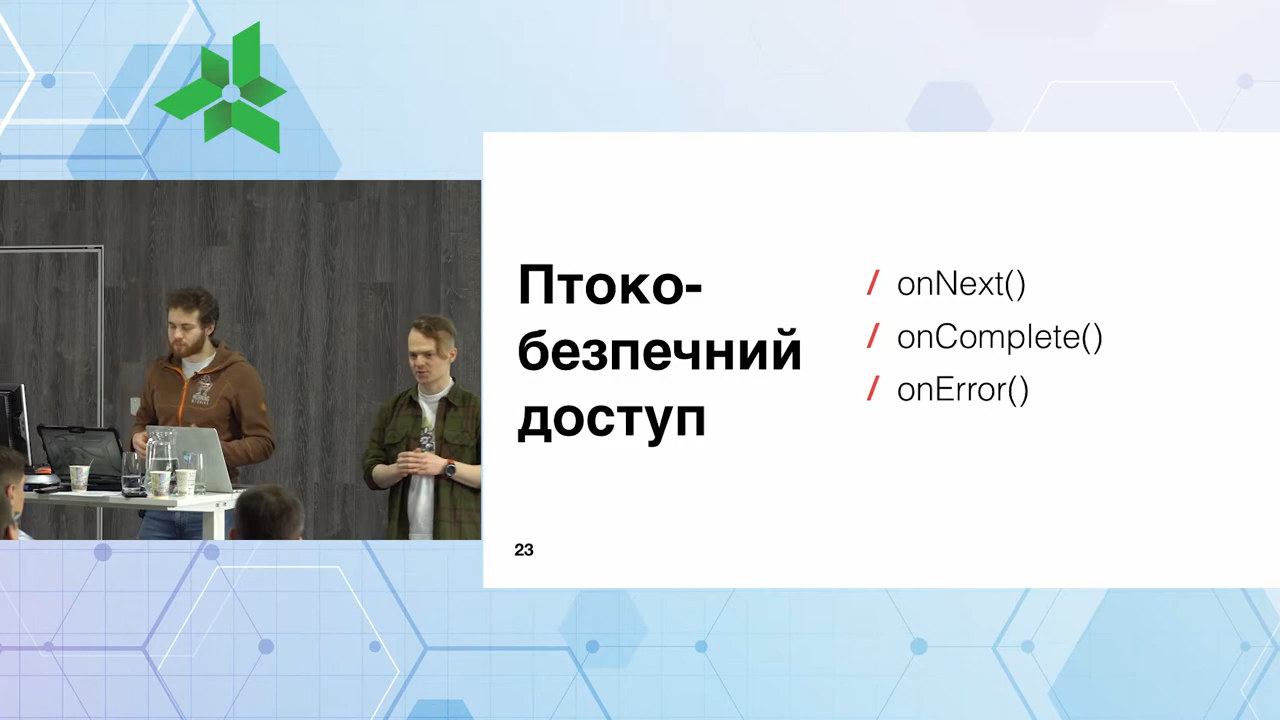 Птоко-
безпечний
доступ
/ onNext()
/ onComplete()
/ onError()
23